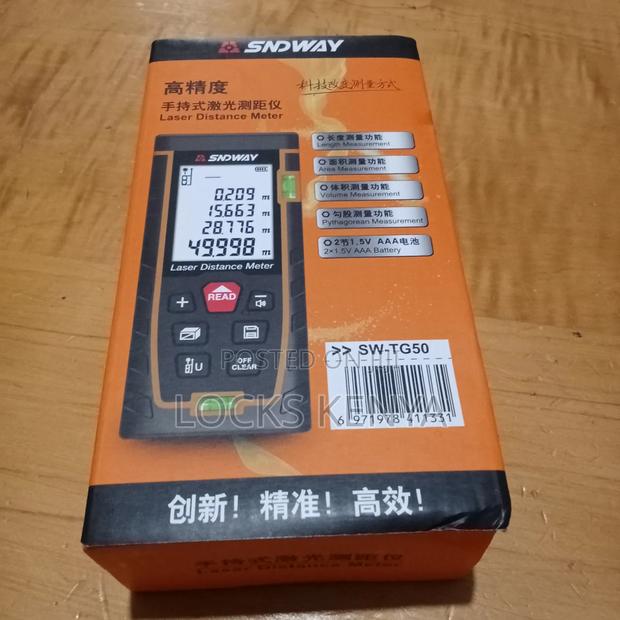 SNDWAY
高精度
手持式激光测距仪
Laser Distance Meter
科技改变测量方式
SNDWAY
0.209 m
15.663 m
28.776 m
49.998 m
Laser Distance Meter
READ
U
OFF
CLEAR
长度测量功能
Length Measurement
面积测量功能
Area Measurement
体积测量功能
Volume Measurement
勾股测量功能
Pythagorean Measurement
2节1.5V AAA电池
2×1.5V AAA Battery
>> SW-TG50
6 971978 411331
POSTED ON
LOCKS KENYA
创新! 精准! 高效!
手持式激光测距仪
Laser Distance Meter